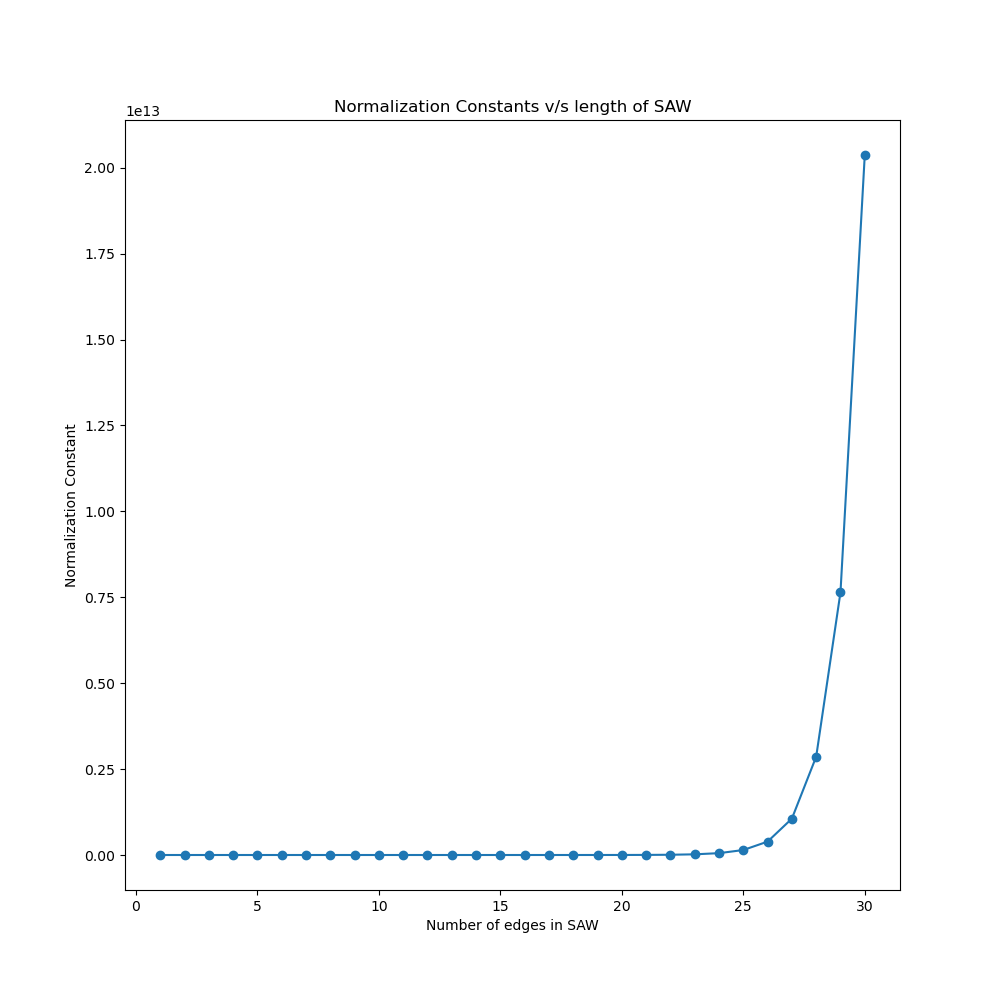 Normalization Constants v/s length of SAW
1e13
2.00
1.75
1.50
1.25
1.00
0.75
0.50
0.25
0.00
Normalization Constant
0 5 10 15 20 25 30
Number of edges in SAW